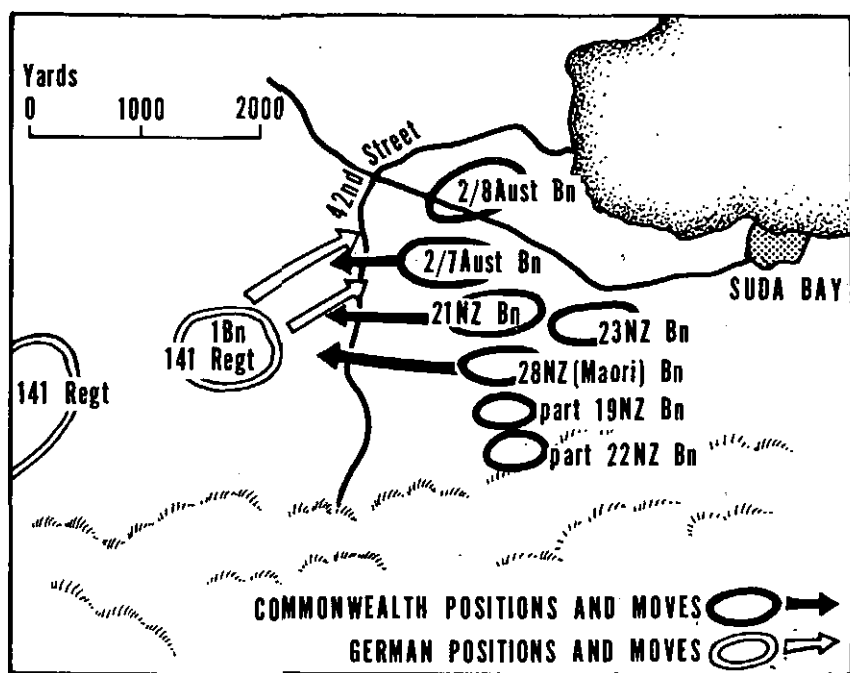 Yards
0 1000 2000
42nd Street
2/8Aust Bn
2/7Aust Bn
SUDA BAY
21NZ Bn
23NZ Bn
1Bn
141 Regt
141 Regt
28NZ(Maori) Bn
part 19NZ Bn
part 22NZ Bn
COMMONWEALTH POSITIONS AND MOVES
GERMAN POSITIONS AND MOVES